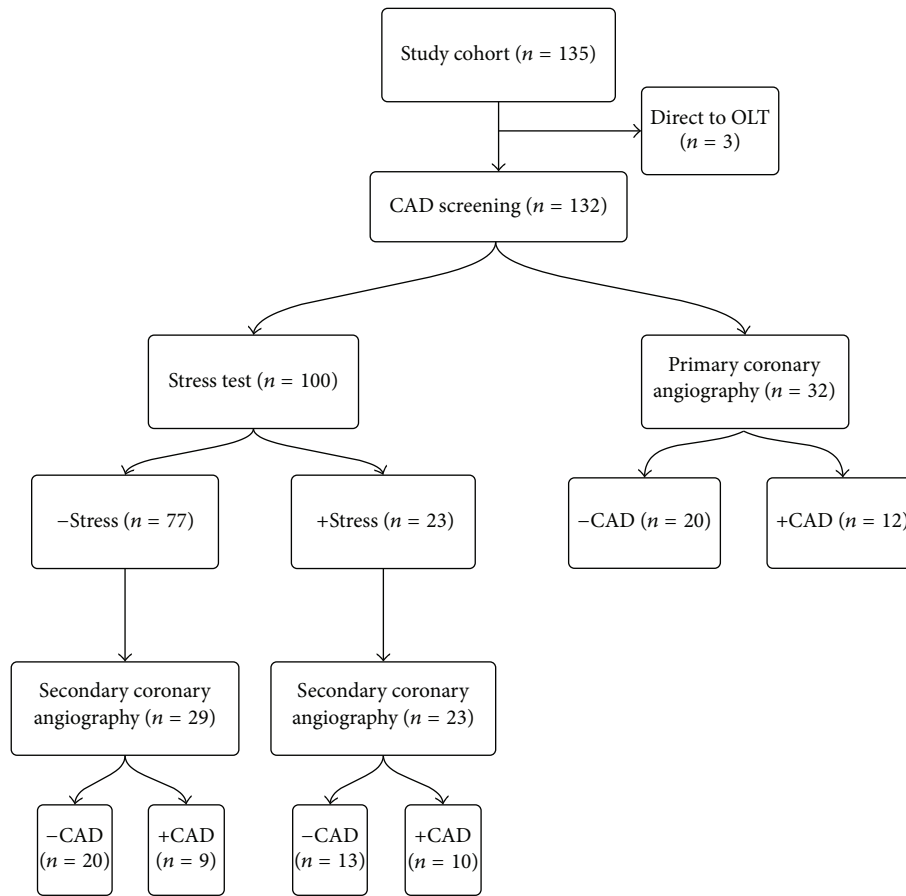 Study cohort (n = 135)
Direct to OLT
(n = 3)
CAD screening (n = 132)
Stress test (n = 100)
Primary coronary
angiography (n = 32)
−Stress (n = 77)
+Stress (n = 23)
−CAD (n = 20)
+CAD (n = 12)
Secondary coronary
angiography (n = 29)
Secondary coronary
angiography (n = 23)
−CAD
(n = 20)
+CAD
(n = 9)
−CAD
(n = 13)
+CAD
(n = 10)